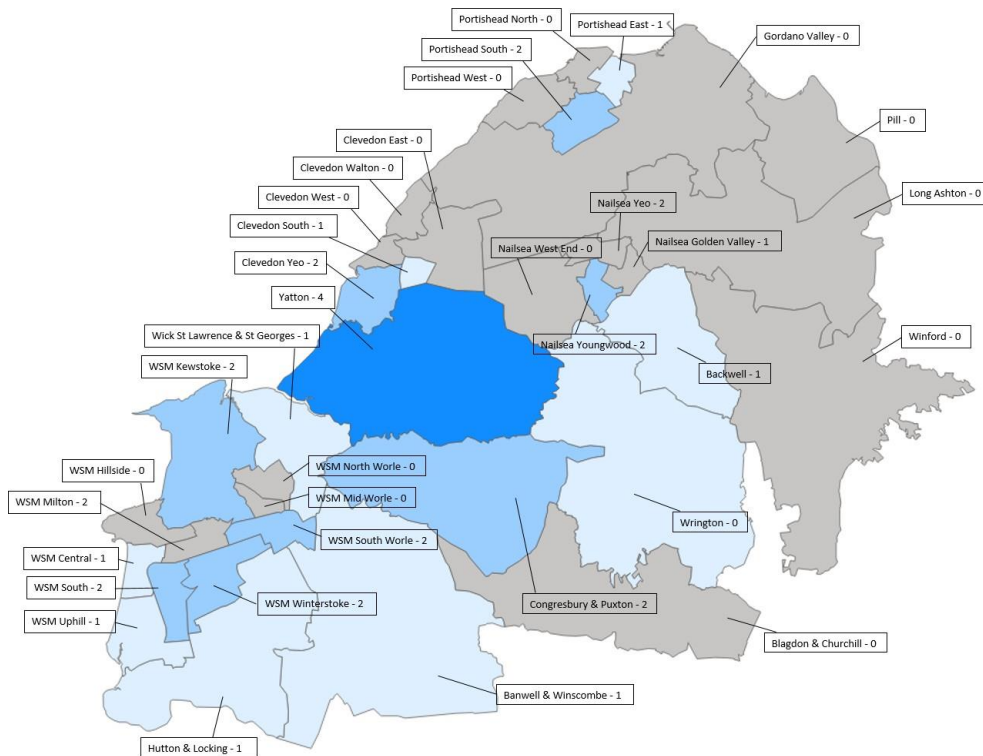 Portishead North - 0
Portishead East - 1
Gordano Valley - 0
Portishead South - 2
Portishead West - 0
Pill - 0
Clevedon East - 0
Clevedon Walton - 0
Long Ashton - 0
Clevedon West - 0
Nailsea Yeo - 2
Clevedon South - 1
Nailsea West End - 0
Nailsea Golden Valley - 1
Clevedon Yeo - 2
Yatton - 4
Wick St Lawrence & St Georges - 1
Winford - 0
Nailsea Youngwood - 2
WSM Kewstoke - 2
Backwell - 1
WSM Hillside - 0
WSM North Worle - 0
WSM Milton - 2
WSM Mid Worle - 0
Wrington - 0
WSM South Worle - 2
WSM Central - 1
WSM South - 2
WSM Winterstoke - 2
Congresbury & Puxton - 2
WSM Uphill - 1
Blagdon & Churchill - 0
Banwell & Winscombe - 1
Hutton & Locking - 1